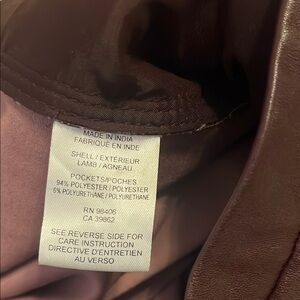 MADE IN INDIA
FABRIQUÉ EN INDE
SHELL / EXTÉRIEUR
LAMB / AGNEAU
POCKETS/POCHES
94% POLYESTER / POLYESTER
6% POLYURETHANE / POLYURETHANE
RN 98406
CA 39862
SEE REVERSE SIDE FOR
CARE INSTRUCTION
DIRECTIVE D'ENTRETIEN
AU VERSO